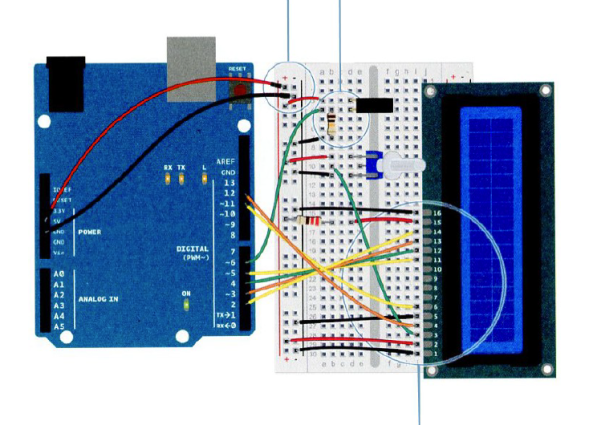 RESET
+ -
a b c d e
f g h i j
- +
AREF
GND
RX TX
L
13
12
~11
~10
~9
8
IOREF
RESET
3.3V
5V
GND
GND
Vin
POWER
DIGITAL
(PWM~)
7
~6
~5
4
~3
2
TX→1
RX←0
ON
A0
A1
A2
A3
A4
A5
ANALOG IN
16
15
14
13
12
11
10
9
8
7
6
5
4
3
2
1